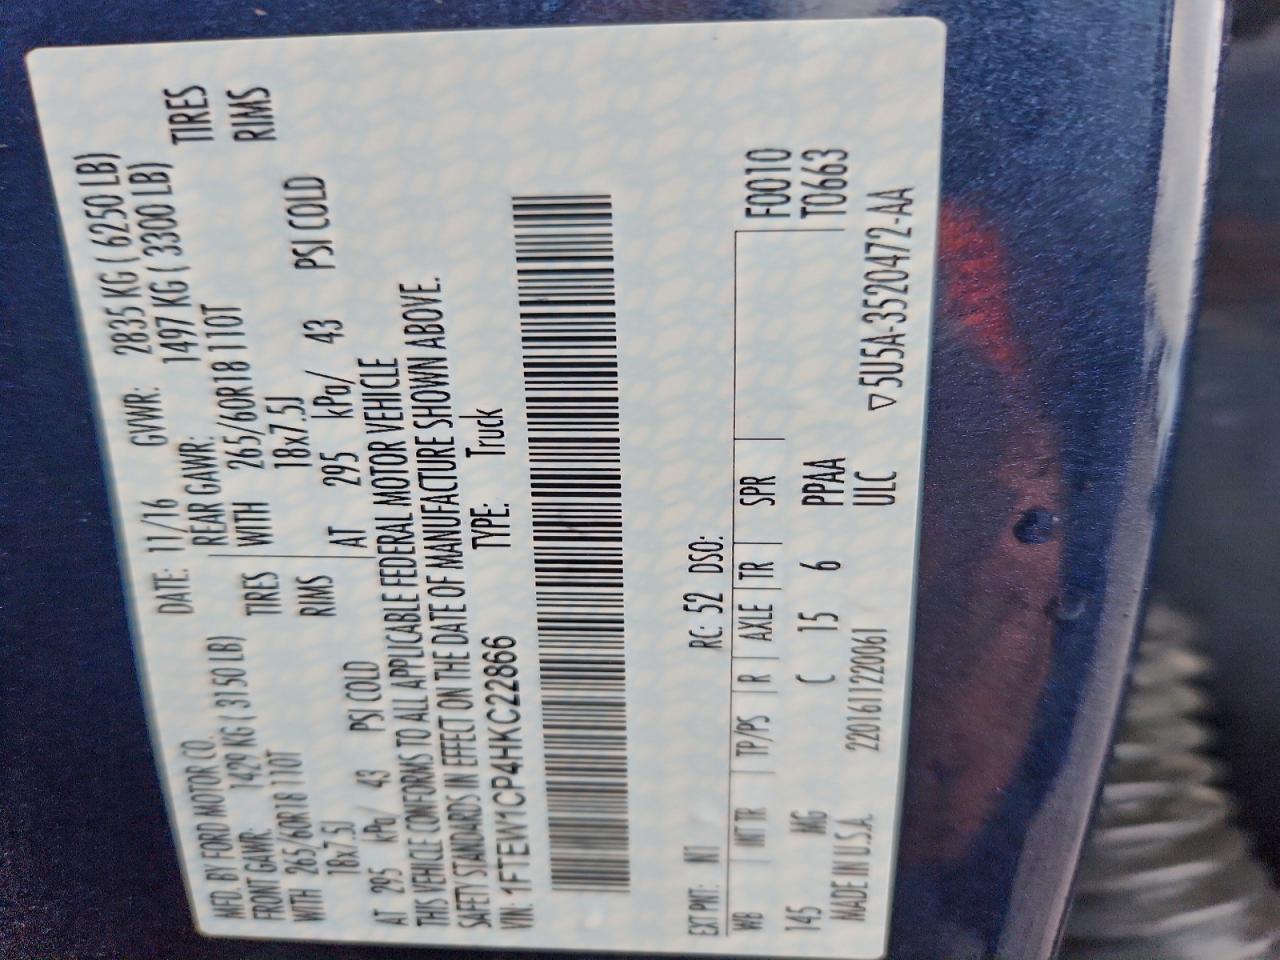 MFD. BY FORD MOTOR CO.
DATE: 11/16 GVWR: 2835 KG ( 6250 LB)
FRONT GAWR: 1429 KG ( 3150 LB) REAR GAWR: 1497 KG ( 3300 LB)
WITH 265/60R18 110T TIRES WITH 265/60R18 110T TIRES
18x7.5J RIMS 18x7.5J RIMS
AT 295 kPa/ 43 PSI COLD AT 295 kPa/ 43 PSI COLD
THIS VEHICLE CONFORMS TO ALL APPLICABLE FEDERAL MOTOR VEHICLE
SAFETY STANDARDS IN EFFECT ON THE DATE OF MANUFACTURE SHOWN ABOVE.
VIN: 1FTEW1CP4HKC22866 TYPE: Truck
EXT PNT: N1 RC: 52 DSO: F0010
WB INT TR TP/PS R AXLE TR SPR T0663
145 MG C 15 6 PPAA
MADE IN U.S.A. 220161122006​1 ULC ▽5U5A-3520472-AA